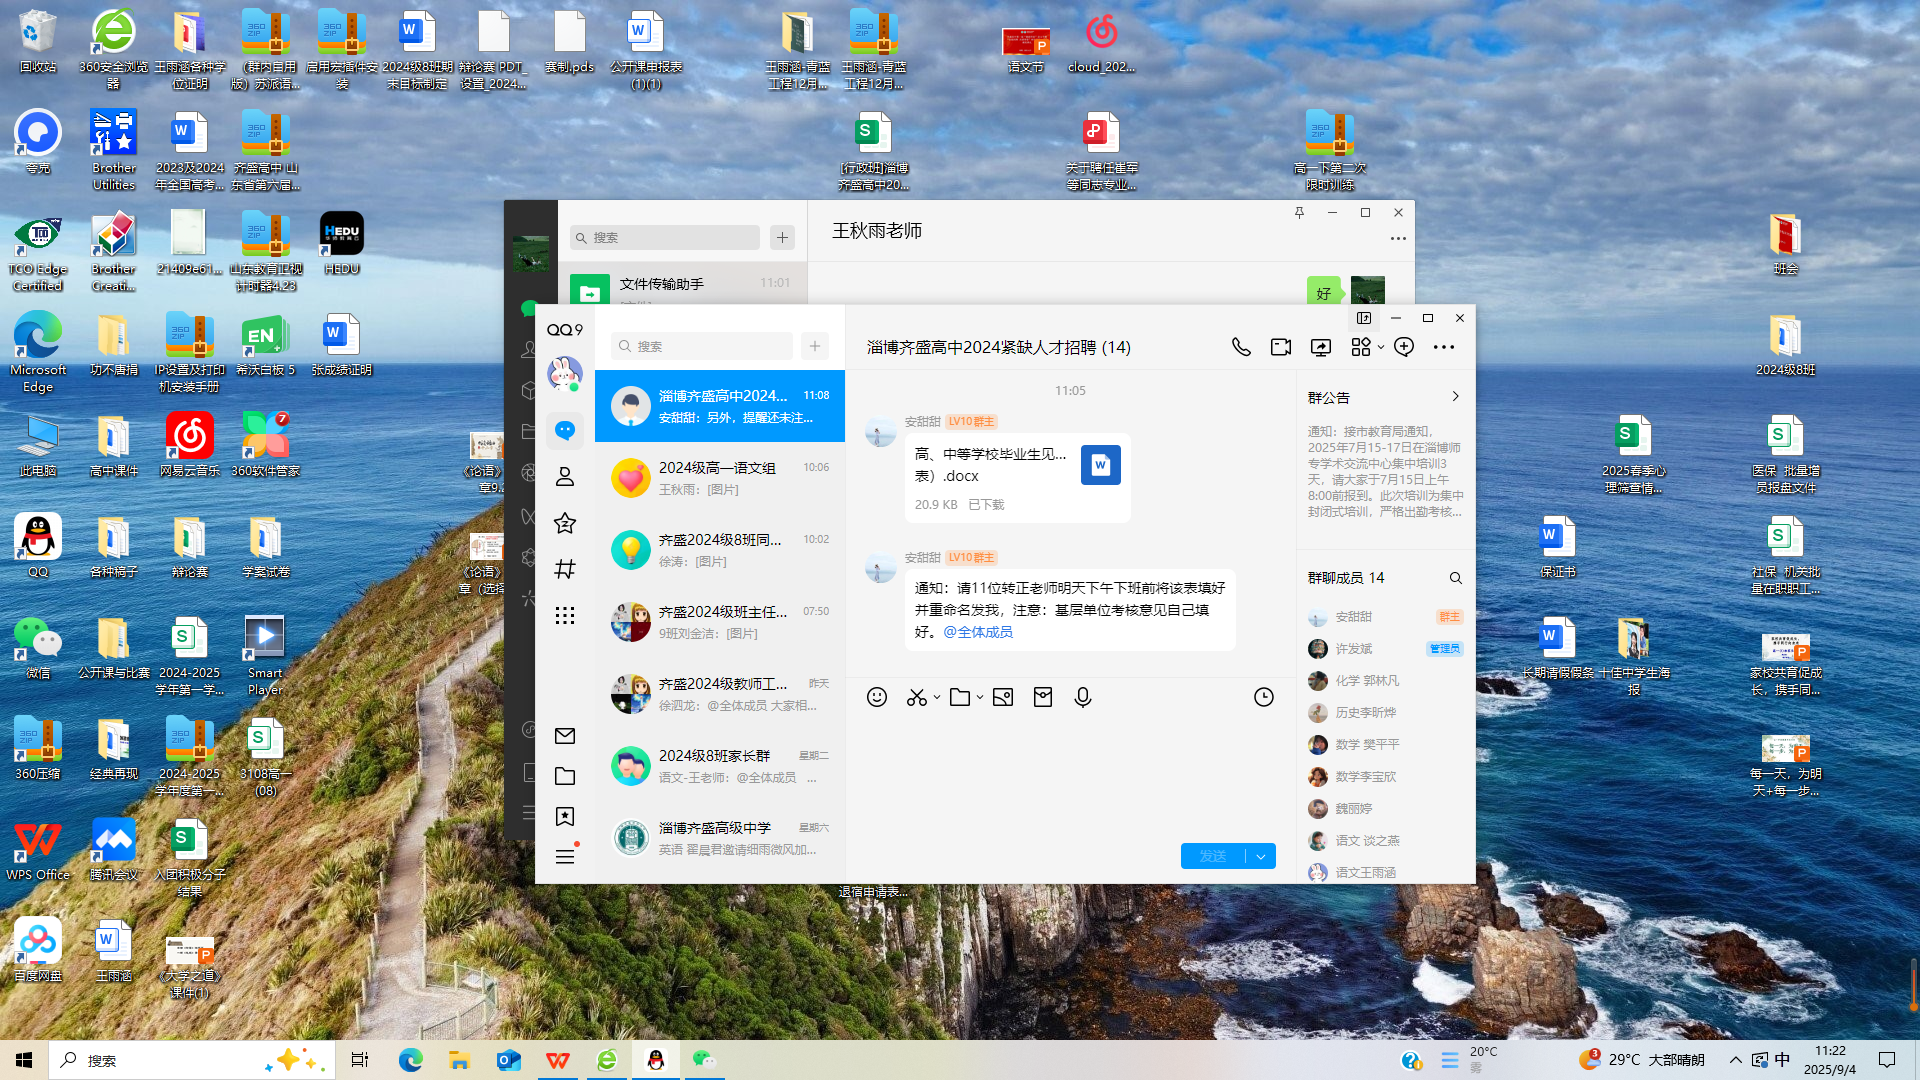 回收站
360安全浏览器
王雨涵各种学位证明
（群内自用版）苏派语...
启用宏插件安装
2024级8班期末目标制定
辩论赛 PDT_设置_2024...
赛制.pds
公开课申报表(1)(1)
王雨涵-青蓝工程12月...
王雨涵-青蓝工程12月...
语文节
cloud_202...
夸克
Brother Utilities
2023及2024年全国高考...
齐盛高中 山东省第六届...
[行政班]淄博齐盛高中20...
关于聘任崔军等同志专业...
高一下第二次限时训练
TCO Edge Certified
Brother Creati...
21409e61...
山东教育卫视计时器4.23
HEDU
班会
Microsoft Edge
功不唐捐
IP设置及打印机安装手册
希沃白板 5
张成绩证明
2024级8班
此电脑
高中课件
网易云音乐
360软件管家
2025春季心理筛查情...
医保_批量增员报盘文件
QQ
各种稿子
辩论赛
学案试卷
保证书
社保_机关批量在职职工...
微信
公开课与比赛
2024-2025学年第一学...
Smart Player
长期请假假条
十佳中学生海报
家校共育促成长，携手同...
360压缩
经典再现
2024-2025学年度第一...
3108高一(08)
每一天，为明天+每一步...
WPS Office
腾讯会议
入团积极分子结果
百度网盘
王雨涵
《大学之道》课件(1)
退宿申请表...
搜索
王秋雨老师
文件传输助手
11:01
好
QQ9
搜索
淄博齐盛高中2024...
11:08
安甜甜：另外，提醒还未注...
2024级高一语文组
10:06
王秋雨：[图片]
齐盛2024级8班同...
10:02
徐涛：[图片]
齐盛2024级班主任...
07:50
9班刘金洁：[图片]
齐盛2024级教师工...
昨天
徐泗龙：@全体成员 大家相...
2024级8班家长群
星期二
语文-王老师：@全体成员 ...
淄博齐盛高级中学
星期六
英语 翟晨君邀请细雨微风加...
淄博齐盛高中2024紧缺人才招聘 (14)
11:05
安甜甜 LV10 群主
高、中等学校毕业生见...
表）.docx
20.9 KB 已下载
安甜甜 LV10 群主
通知：请11位转正老师明天下午下班前将该表填好
并重命名发我，注意：基层单位考核意见自己填
好。@全体成员
发送
群公告
通知：接市教育局通知，
2025年7月15-17日在淄博师
专学术交流中心集中培训3
天，请大家于7月15日上午
8:00前报到。此次培训为集中
封闭式培训，严格出勤考核...
群聊成员 14
安甜甜 群主
许发斌 管理员
化学 郭林凡
历史李昕烨
数学 樊平平
数学李宝欣
魏丽婷
语文 谈之燕
语文王雨涵
搜索
20°C
雾
29°C 大部晴朗
中
11:22
2025/9/4